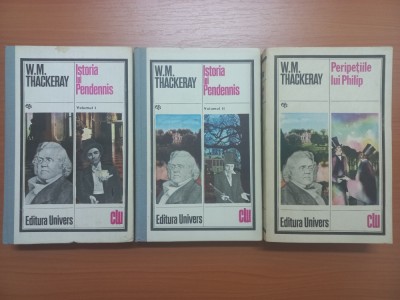 W.M.
THACKERAY
Istoria
lui
Pendennis
Volumul I
Editura Univers
clu
W.M.
THACKERAY
Istoria
lui
Pendennis
Volumul II
Editura Univers
clu
W.M.
THACKERAY
Peripețiile
lui Philip
Editura Univers
clu